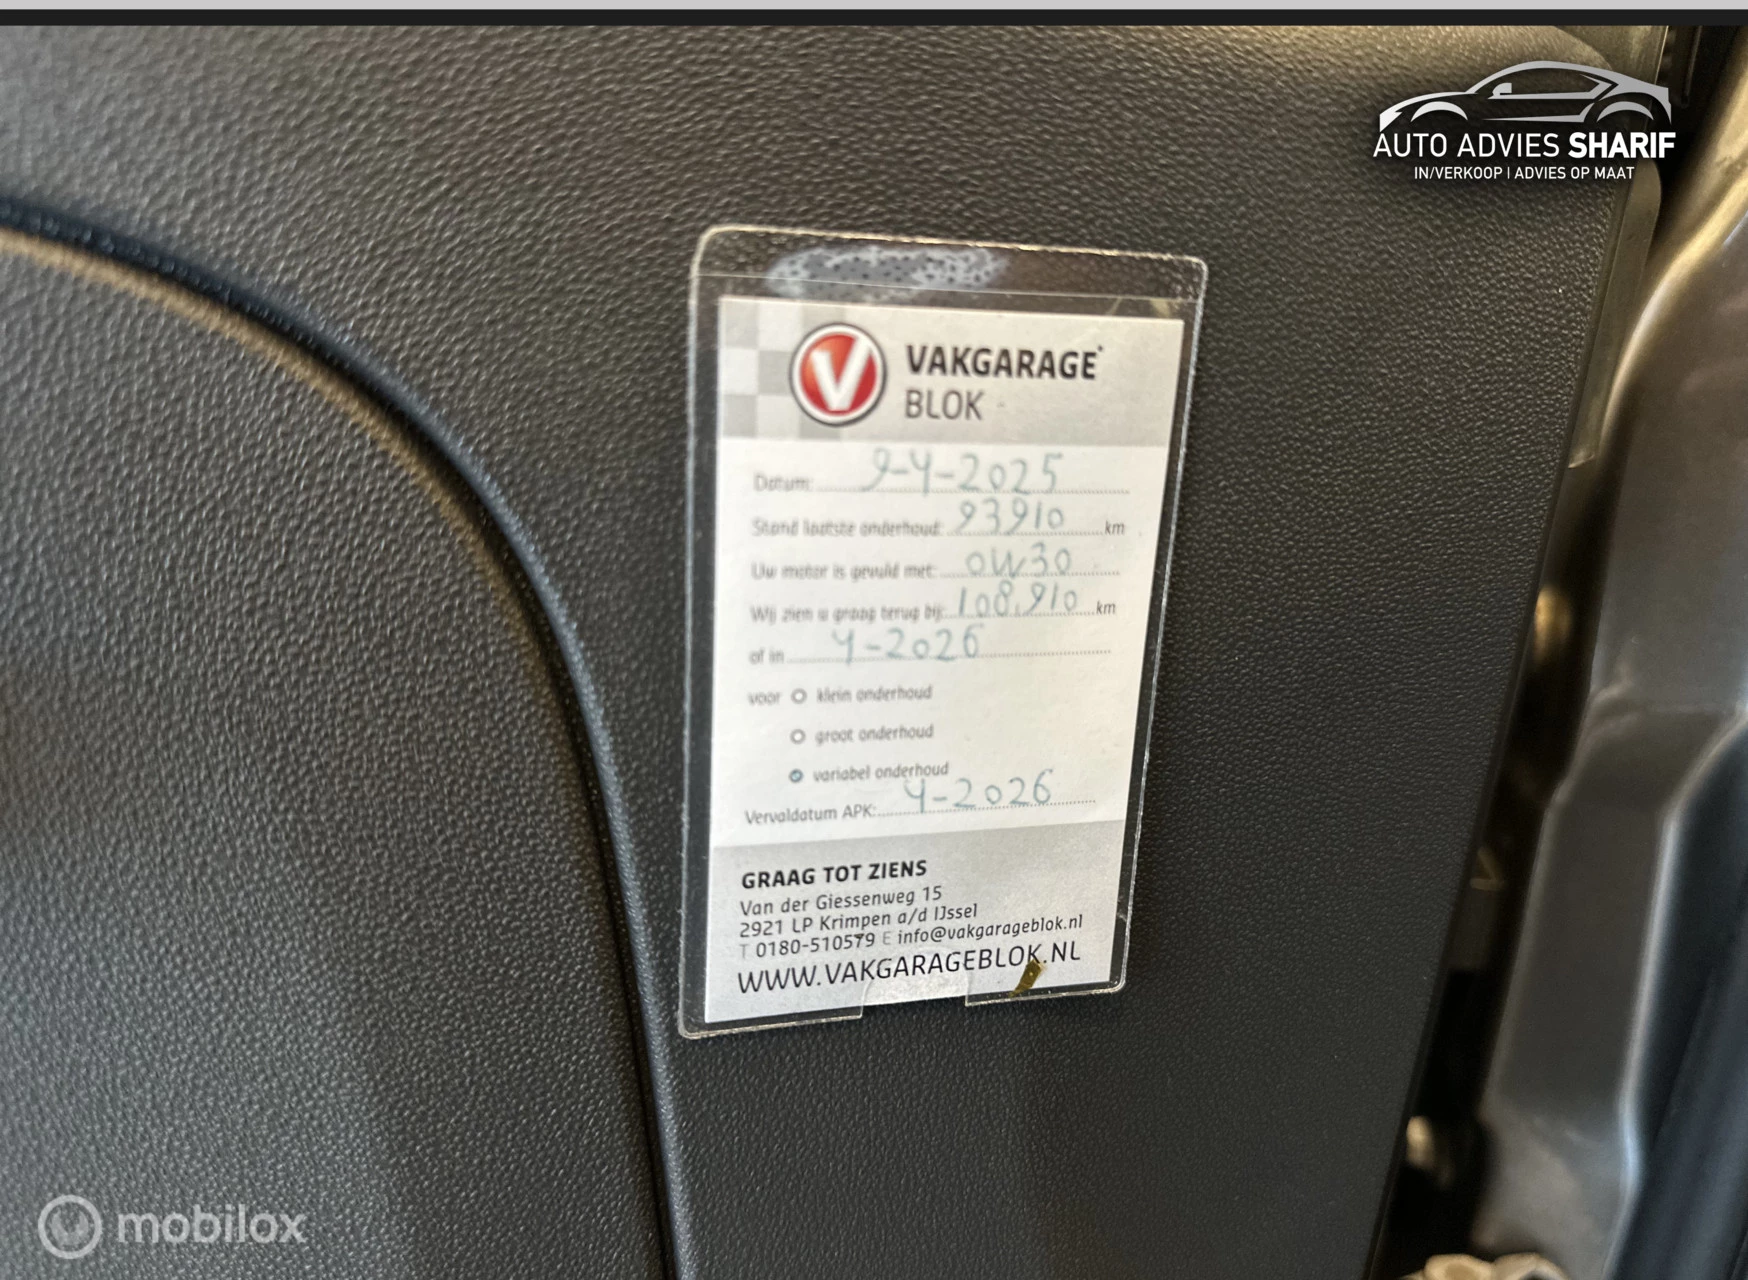 AUTO ADVIES SHARIF
IN/VERKOOP | ADVIES OP MAAT
VAKGARAGE
BLOK
Datum: 9-4-2025
Stand laatste onderhoud: 93910 km
Uw motor is gevuld met: 0W30
Wij zien u graag terug bij: 108.910 km
of in 4-2026
voor klein onderhoud
groot onderhoud
variabel onderhoud
Vervaldatum APK: 4-2026
GRAAG TOT ZIENS
Van der Giessenweg 15
2921 LP Krimpen a/d IJssel
T 0180-510579 E info@vakgarageblok.nl
WWW.VAKGARAGEBLOK.NL
mobilox